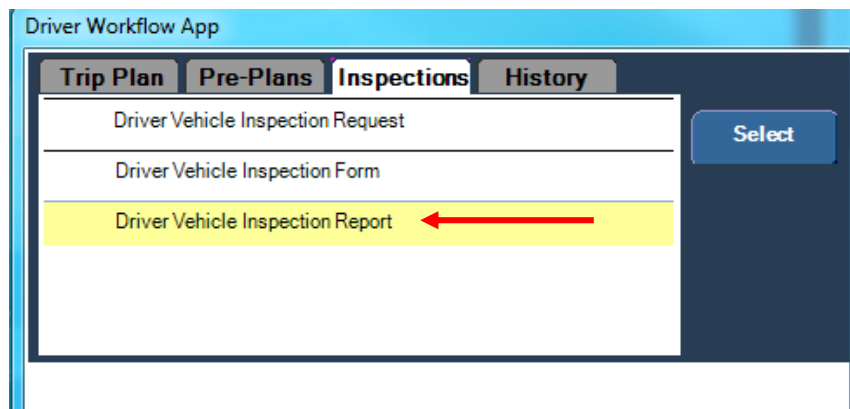 Driver Workflow App
Trip Plan Pre-Plans Inspections History
Driver Vehicle Inspection Request
Select
Driver Vehicle Inspection Form
Driver Vehicle Inspection Report